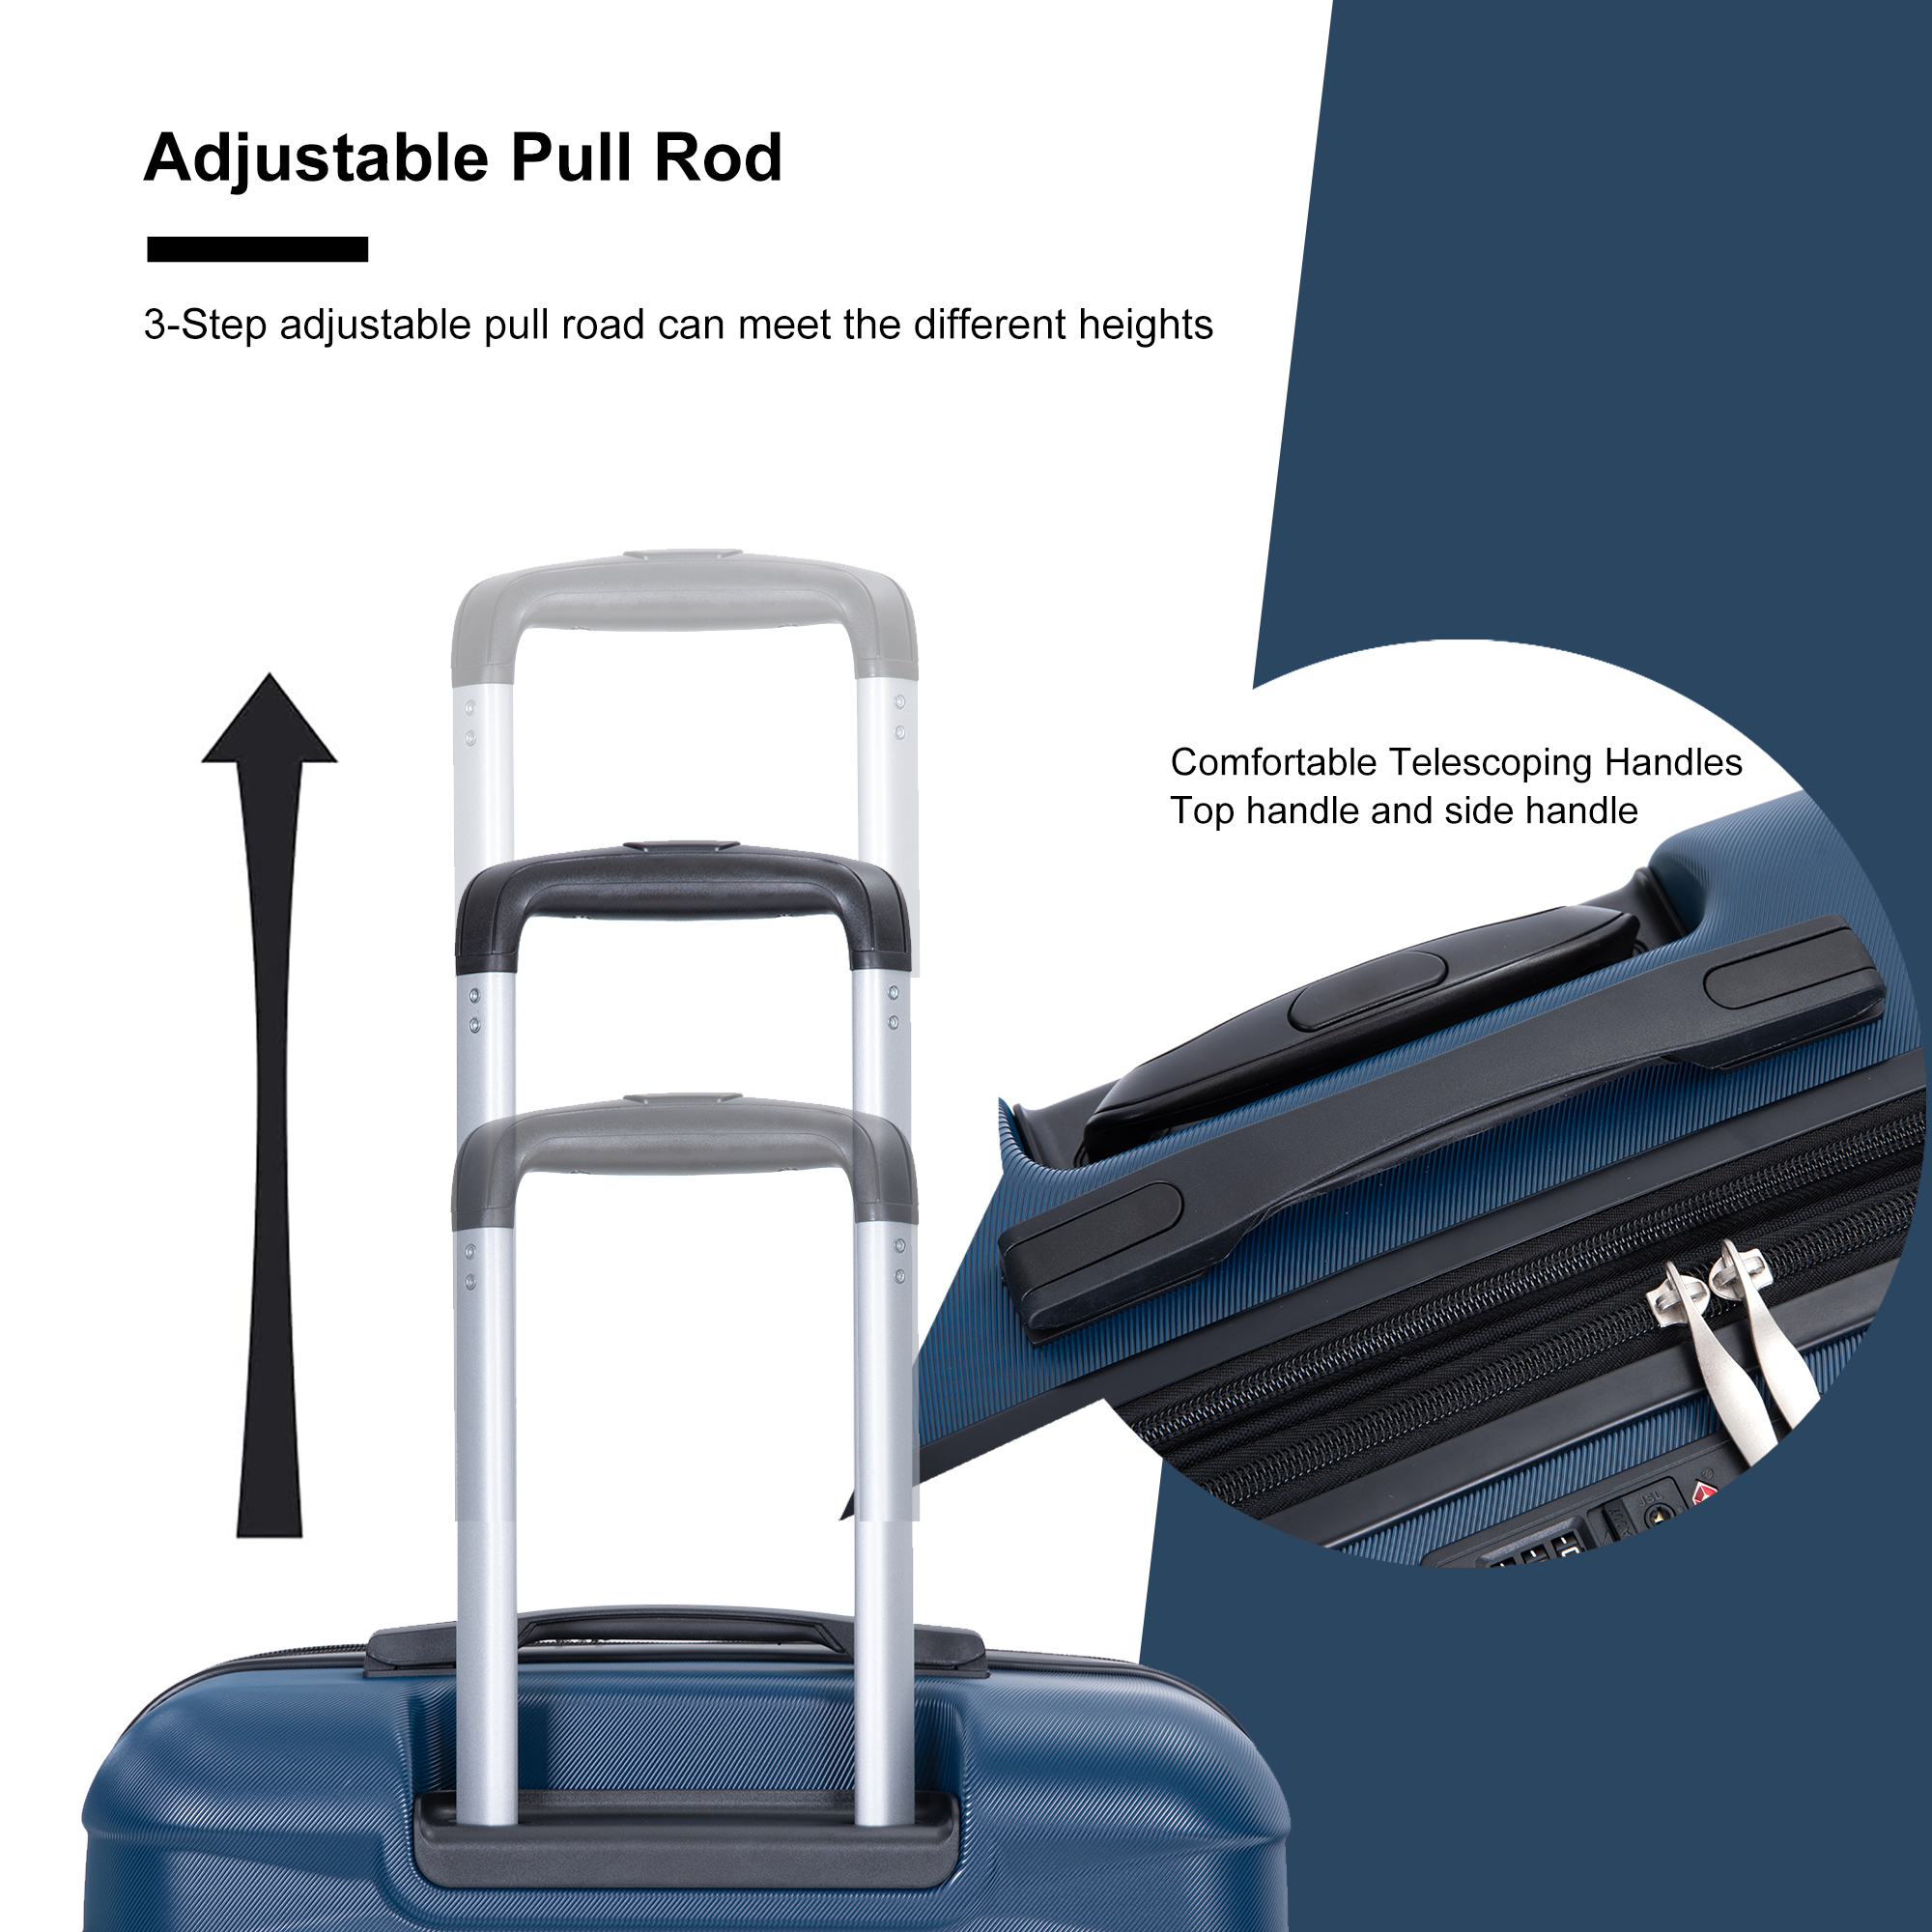 Adjustable Pull Rod
3-Step adjustable pull road can meet the different heights
Comfortable Telescoping Handles
Top handle and side handle
JSL